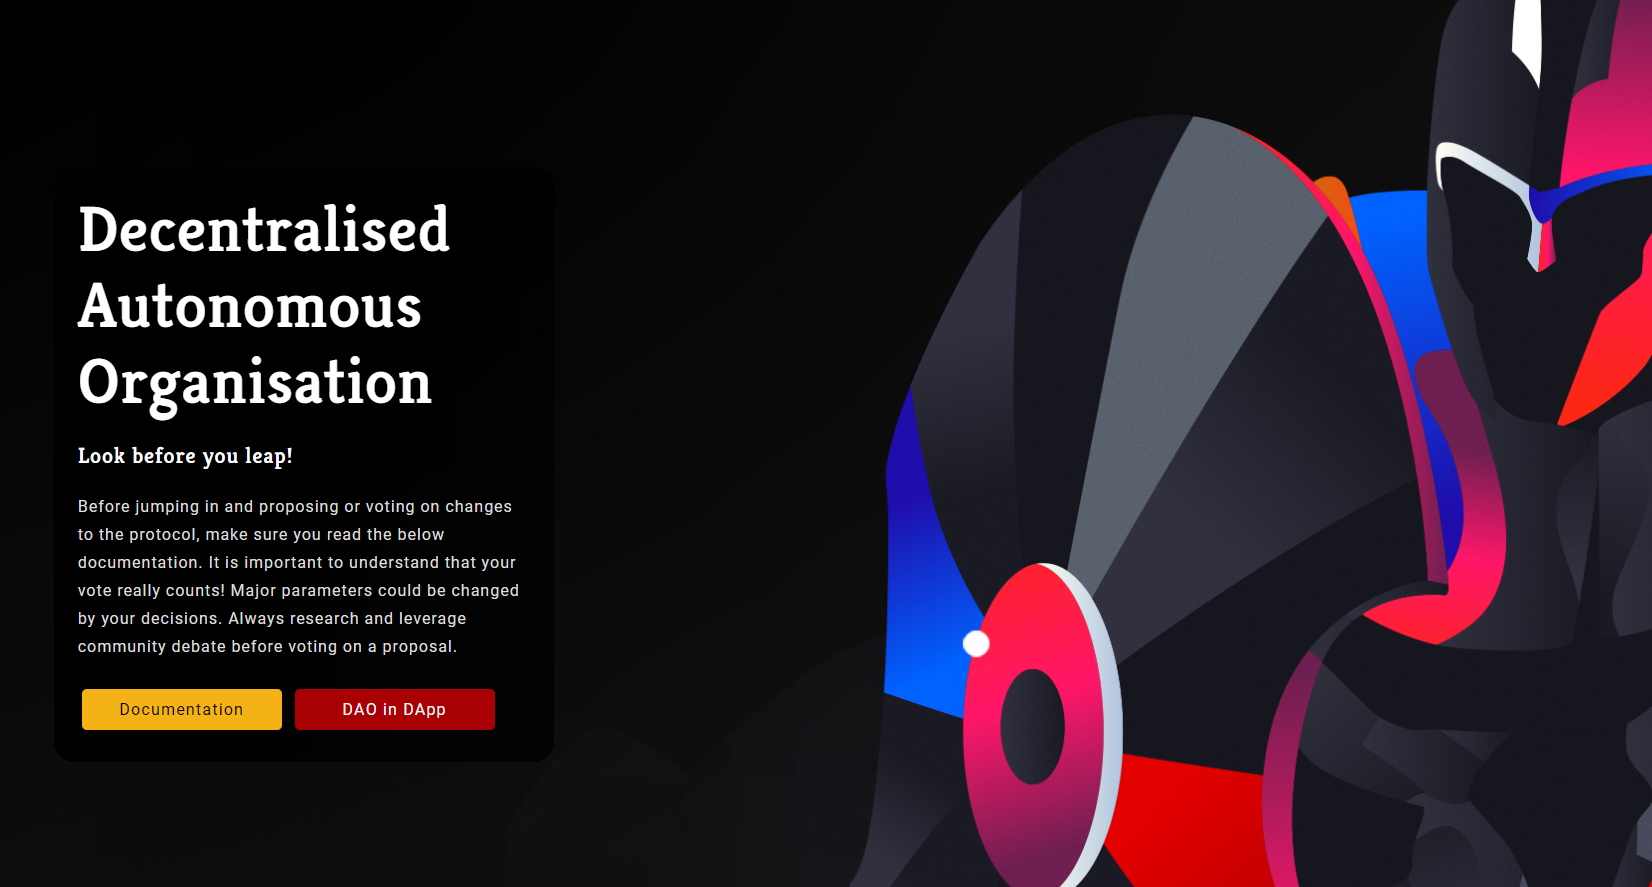 Decentralised
Autonomous
Organisation
Look before you leap!
Before jumping in and proposing or voting on changes
to the protocol, make sure you read the below
documentation. It is important to understand that your
vote really counts! Major parameters could be changed
by your decisions. Always research and leverage
community debate before voting on a proposal.
Documentation
DAO in DApp